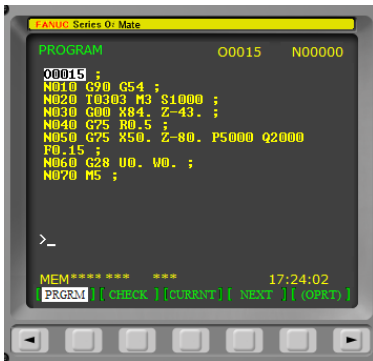 FANUC Series 0i Mate
PROGRAM O0015 N00000
O0015 ;
N010 G90 G54 ;
N020 T0303 M3 S1000 ;
N030 G00 X84. Z-43. ;
N040 G75 R0.5 ;
N050 G75 X50. Z-80. P5000 Q2000
F0.15 ;
N060 G28 U0. W0. ;
N070 M5 ;
>_
MEM**** *** *** 17:24:02
[ PRGRM ] [ CHECK ] [CURRNT] [ NEXT ] [ (OPRT) ]